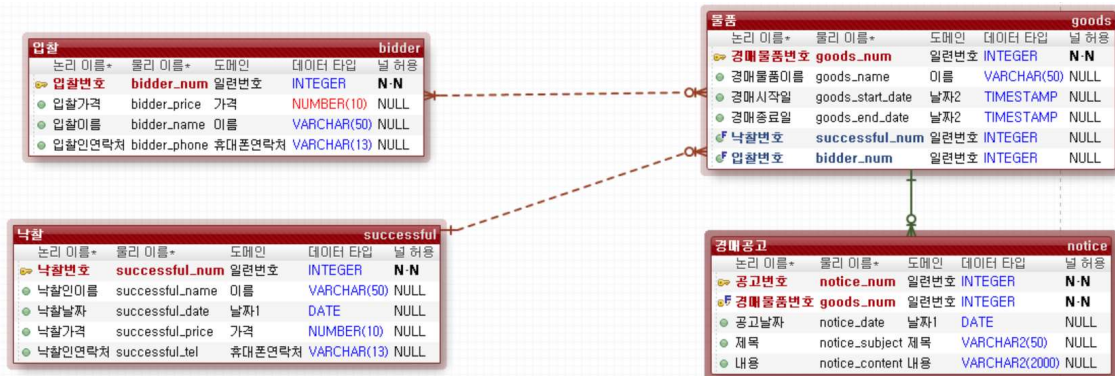 입찰 bidder
논리 이름* 물리 이름* 도메인 데이터 타입 널 허용
입찰번호 bidder_num 일련번호 INTEGER N-N
입찰가격 bidder_price 가격 NUMBER(10) NULL
입찰이름 bidder_name 이름 VARCHAR(50) NULL
입찰인연락처 bidder_phone 휴대폰연락처 VARCHAR(13) NULL
물품 goods
논리 이름* 물리 이름* 도메인 데이터 타입 널 허용
경매물품번호 goods_num 일련번호 INTEGER N-N
경매물품이름 goods_name 이름 VARCHAR(50) NULL
경매시작일 goods_start_date 날짜2 TIMESTAMP NULL
경매종료일 goods_end_date 날짜2 TIMESTAMP NULL
F 낙찰번호 successful_num 일련번호 INTEGER NULL
F 입찰번호 bidder_num 일련번호 INTEGER NULL
낙찰 successful
논리 이름* 물리 이름* 도메인 데이터 타입 널 허용
낙찰번호 successful_num 일련번호 INTEGER N-N
낙찰인이름 successful_name 이름 VARCHAR(50) NULL
낙찰날짜 successful_date 날짜1 DATE NULL
낙찰가격 successful_price 가격 NUMBER(10) NULL
낙찰인연락처 successful_tel 휴대폰연락처 VARCHAR(13) NULL
경매공고 notice
논리 이름* 물리 이름* 도메인 데이터 타입 널 허용
공고번호 notice_num 일련번호 INTEGER N-N
F 경매물품번호 goods_num 일련번호 INTEGER N-N
공고날짜 notice_date 날짜1 DATE NULL
제목 notice_subject 제목 VARCHAR2(50) NULL
내용 notice_content 내용 VARCHAR2(2000) NULL